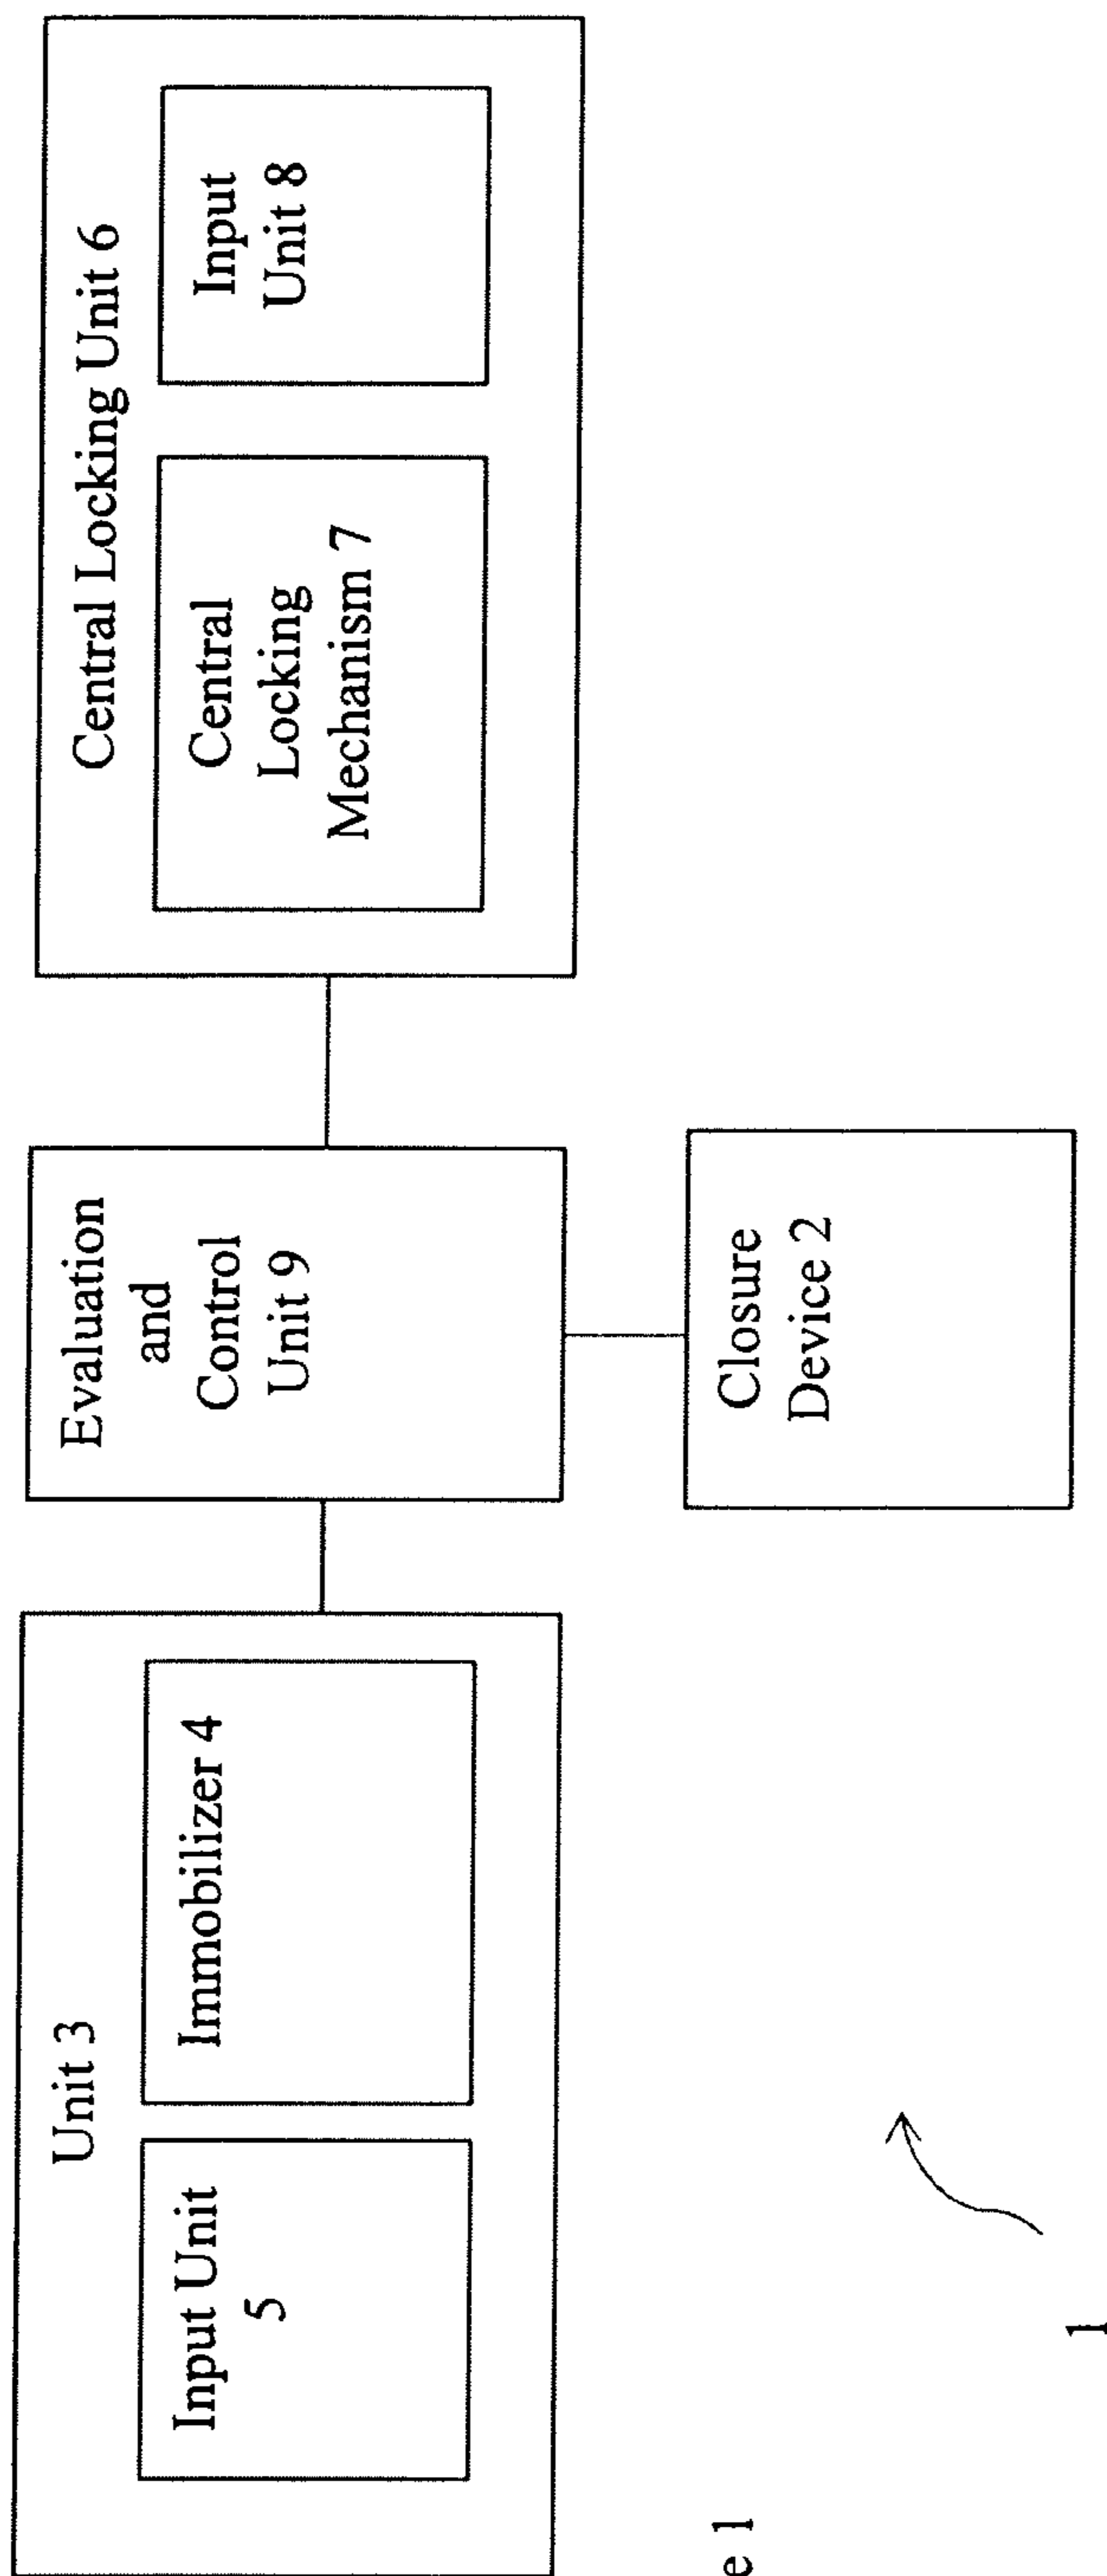 Unit 3
Input Unit
5
Immobilizer 4
Evaluation
and
Control
Unit 9
Central Locking Unit 6
Central
Locking
Mechanism 7
Input
Unit 8
Closure
Device 2
e 1
1